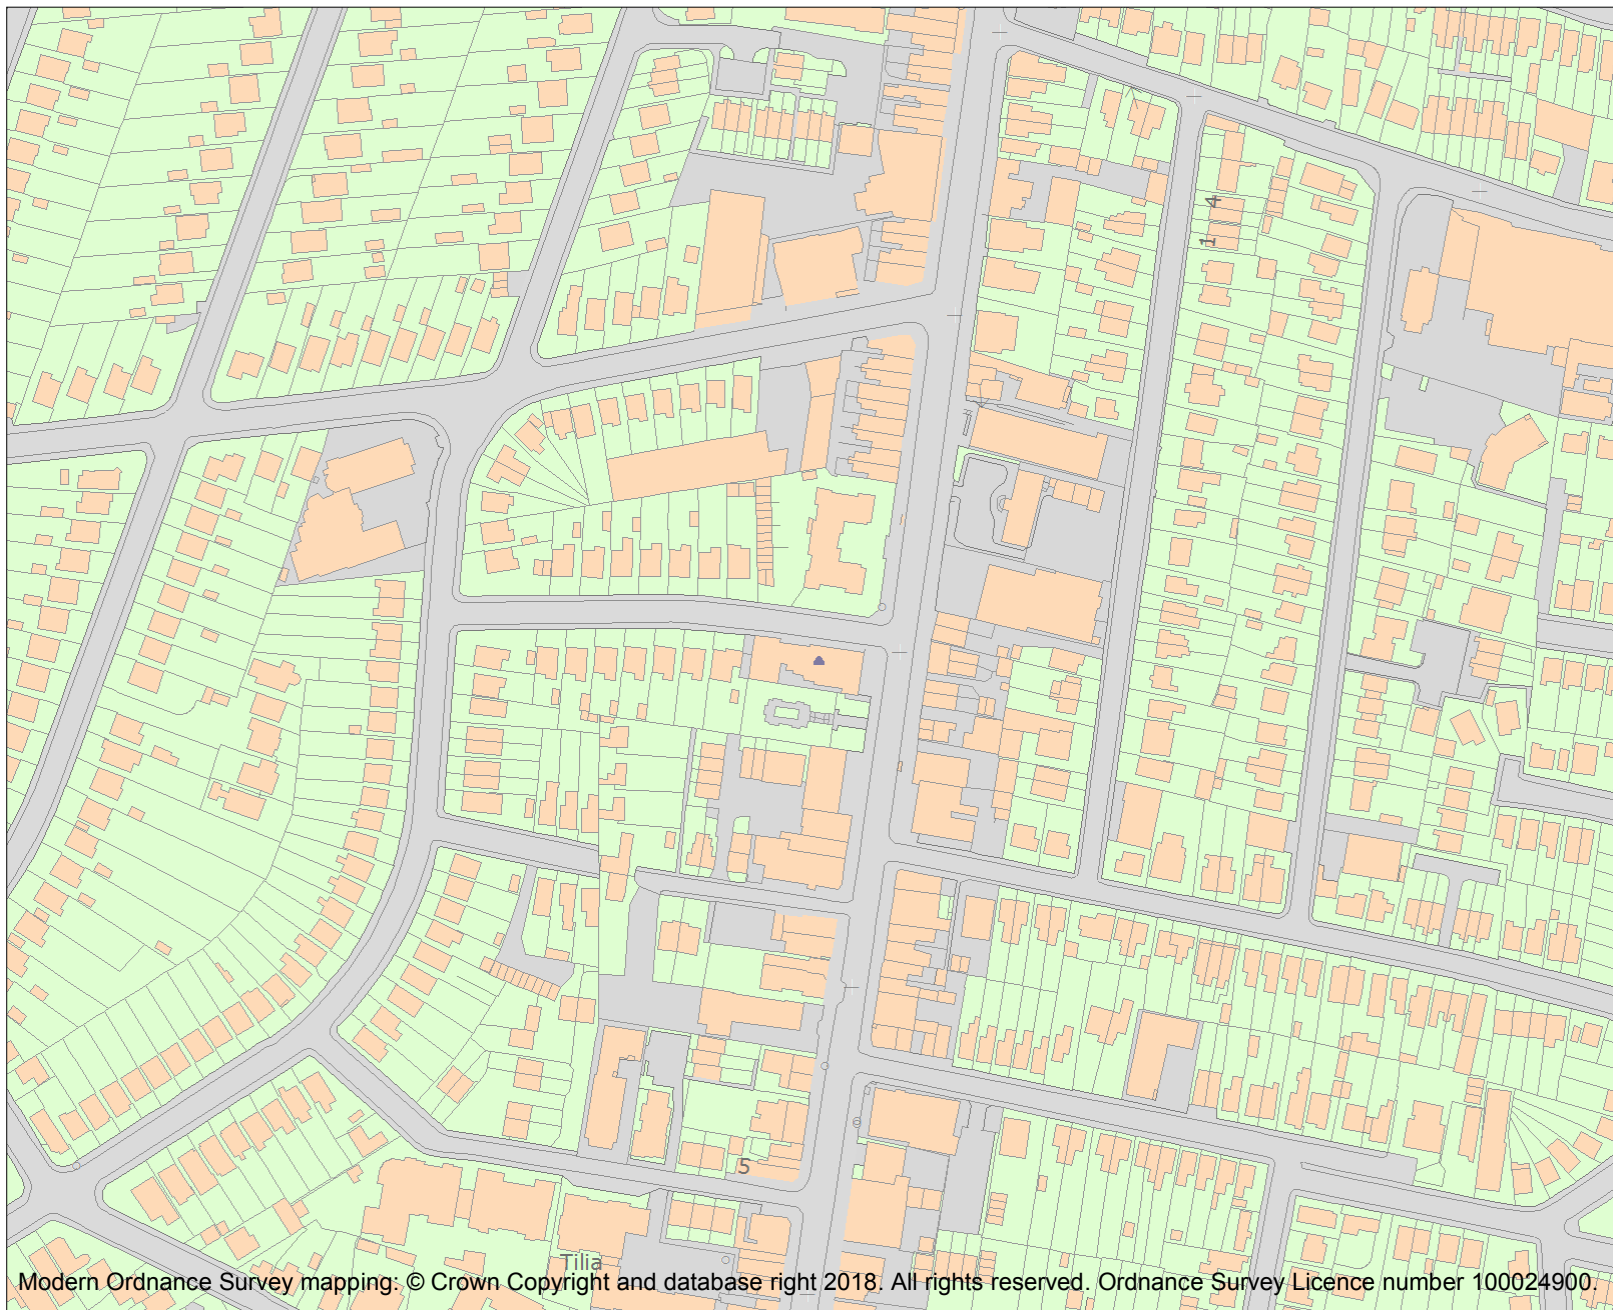 14
5
Tilia
Modern Ordnance Survey mapping: © Crown Copyright and database right 2018. All rights reserved. Ordnance Survey Licence number 100024900.